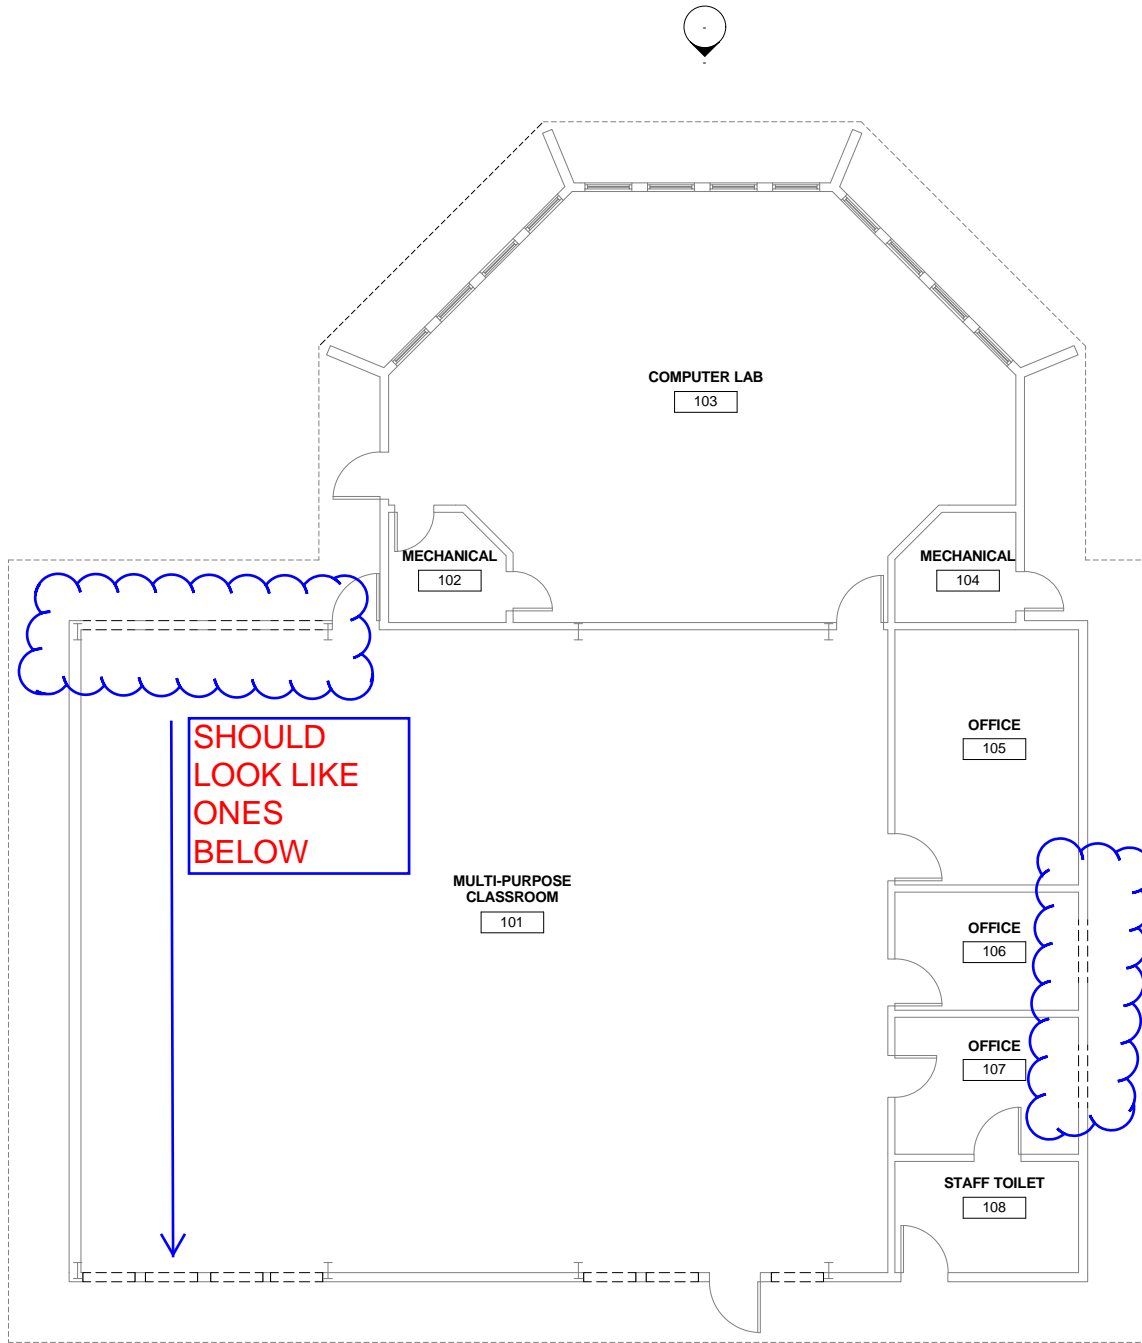 -
-
COMPUTER LAB
103
MECHANICAL
102
MECHANICAL
104
SHOULD
LOOK LIKE
ONES
BELOW
OFFICE
105
MULTI-PURPOSE
CLASSROOM
101
OFFICE
106
OFFICE
107
STAFF TOILET
108